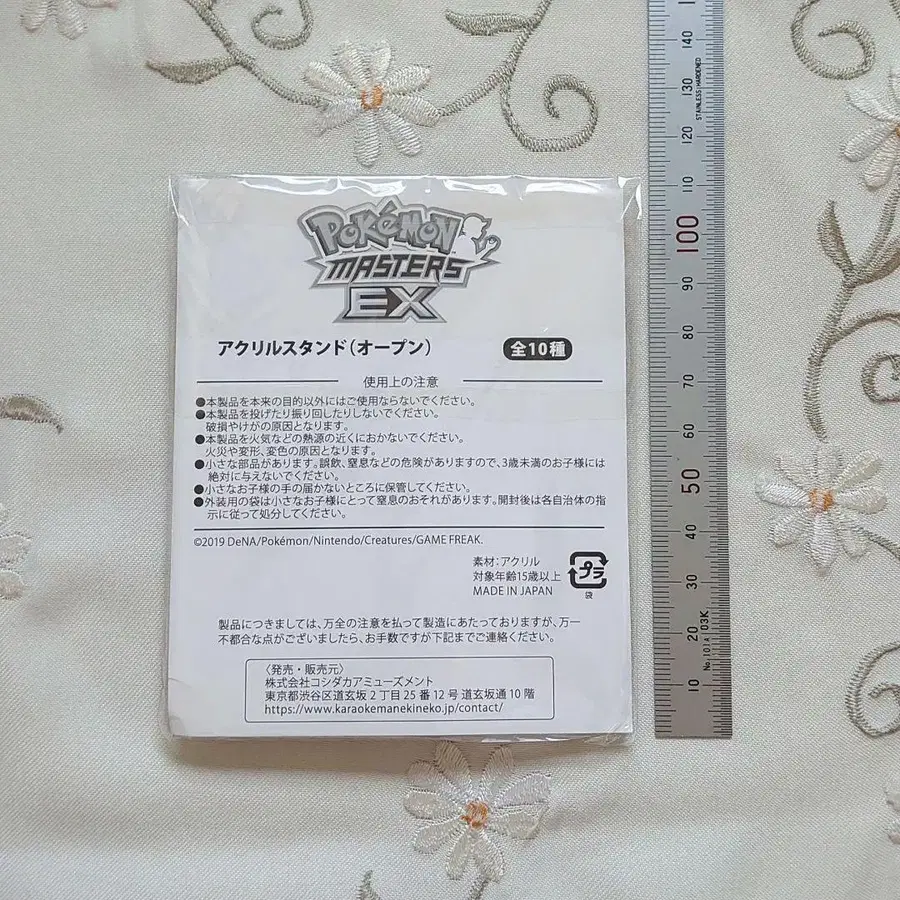 Pokémon
MASTERS
EX
アクリルスタンド（オープン）
全10種
使用上の注意
●本製品を本来の目的以外にはご使用ならないでください。
●本製品を投げたり振り回したりしないでください。
破損やけがの原因となります。
●本製品を火気などの熱源の近くにおかないでください。
火災や変形、変色の原因となります。
●小さな部品があります。誤飲、窒息などの危険がありますので、3歳未満のお子様には
絶対に与えないでください。
●小さなお子様の手の届かないところに保管してください。
●外装用の袋は小さなお子様にとって窒息のおそれがあります。開封後は各自治体の指
示に従って処分してください。
©2019 DeNA/Pokémon/Nintendo/Creatures/GAME FREAK.
素材：アクリル
対象年齢15歳以上
MADE IN JAPAN
プラ
袋
製品につきましては、万全の注意を払って製造にあたっておりますが、万一
不都合な点がございましたら、お手数ですが下記までご連絡ください。
〈発売・販売元〉
株式会社コシダカアミューズメント
東京都渋谷区道玄坂2丁目25番12号 道玄坂通10階
https://www.karaokemanekineko.jp/contact/
140
130
STAINLESS HARDENED
120
110
100
90
80
70
60
50
40
30
20
10
No.101A 03K